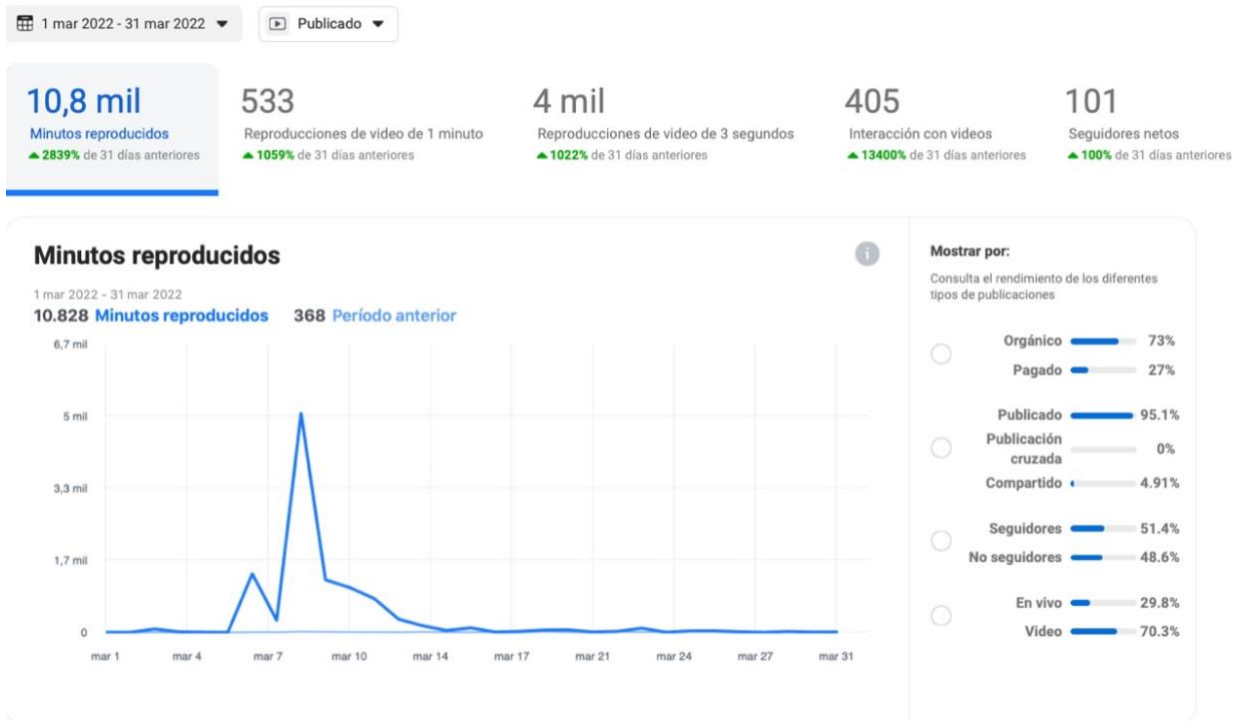 1 mar 2022 - 31 mar 2022
Publicado
10,8 mil
Minutos reproducidos
2839% de 31 días anteriores
533
Reproducciones de video de 1 minuto
1059% de 31 días anteriores
4 mil
Reproducciones de video de 3 segundos
1022% de 31 días anteriores
405
Interacción con videos
13400% de 31 días anteriores
101
Seguidores netos
100% de 31 días anteriores
Minutos reproducidos
i
1 mar 2022 - 31 mar 2022
10.828 Minutos reproducidos 368 Período anterior
6,7 mil
5 mil
3,3 mil
1,7 mil
0
mar 1 mar 4 mar 7 mar 10 mar 14 mar 17 mar 21 mar 24 mar 27 mar 31
Mostrar por:
Consulta el rendimiento de los diferentes
tipos de publicaciones
Orgánico 73%
Pagado 27%
Publicado 95.1%
Publicación
cruzada 0%
Compartido 4.91%
Seguidores 51.4%
No seguidores 48.6%
En vivo 29.8%
Video 70.3%